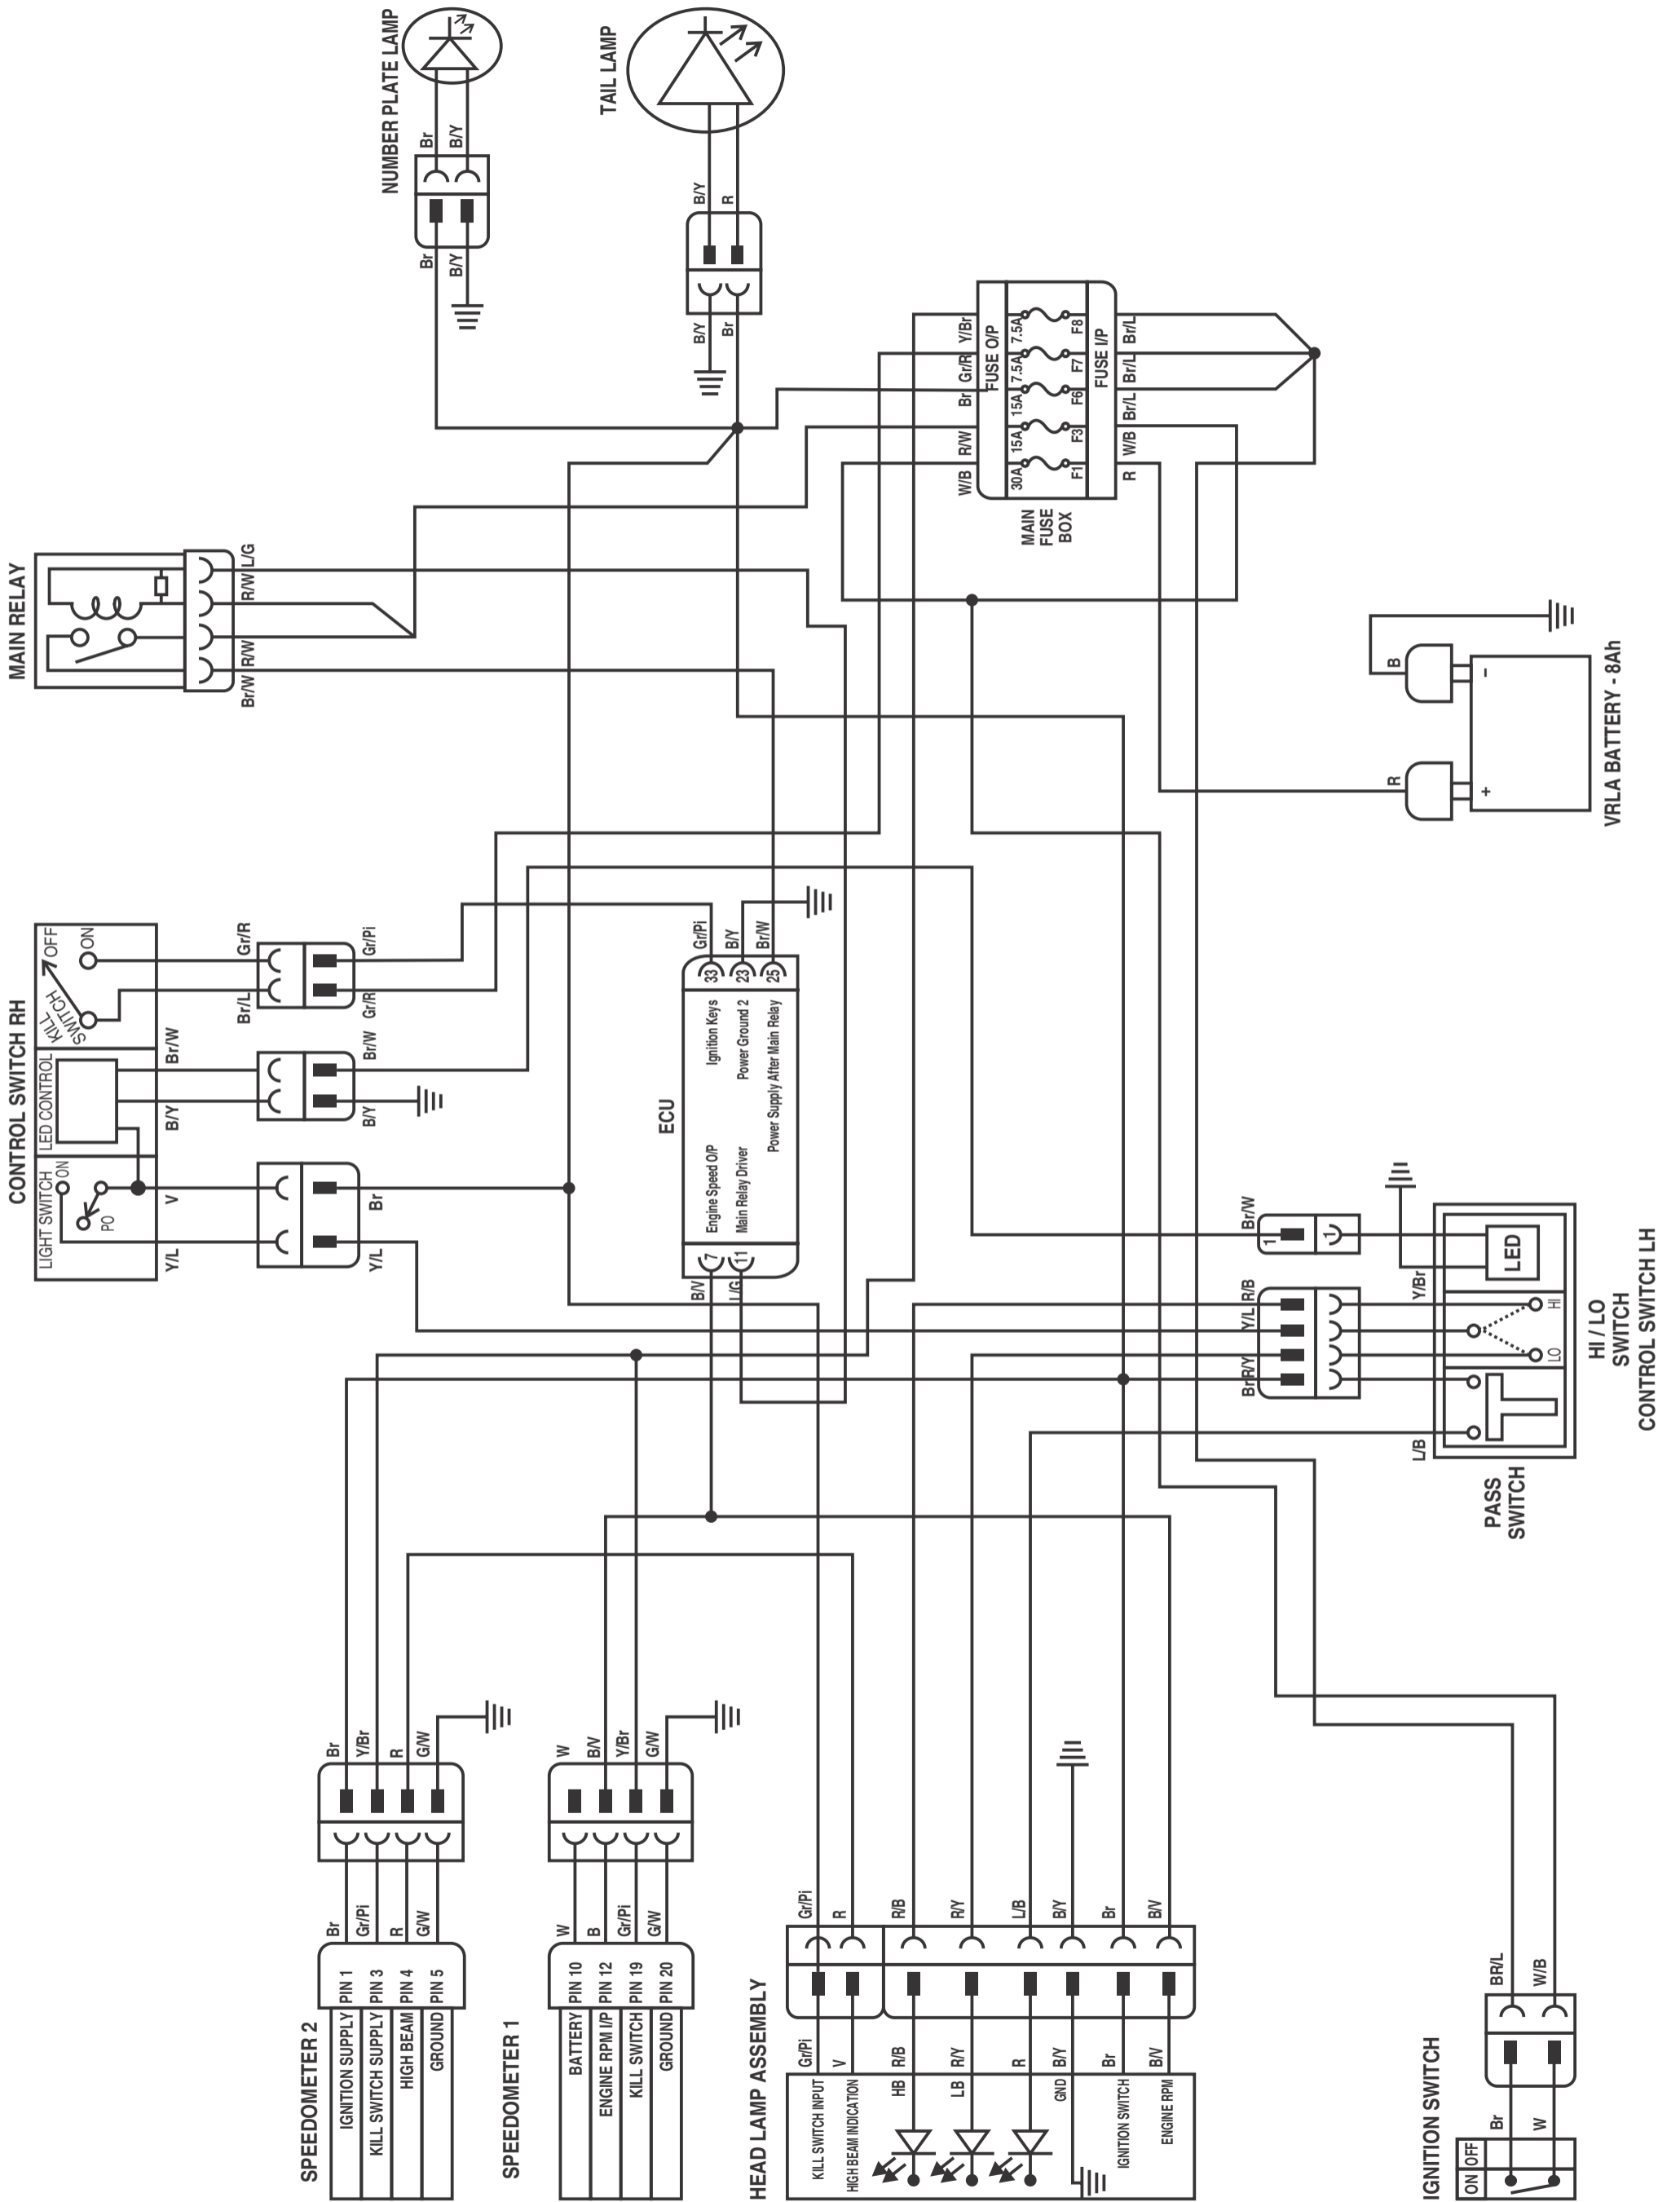 NUMBER PLATE LAMP
Br
B/Y
Br
B/Y
TAIL LAMP
B/Y
R
B/Y
Br
MAIN RELAY
L/G
R/W
R/W
Br/W
MAIN
FUSE
BOX
FUSE O/P
FUSE I/P
Y/Br
Gr/R
Br
R/W
W/B
7.5A
7.5A
15A
15A
30A
F8
F7
F6
F3
F1
Br/L
Br/L
Br/L
W/B
R
VRLA BATTERY - 8Ah
B
R
-
+
CONTROL SWITCH RH
KILL
SWITCH
OFF
ON
LED CONTROL
LIGHT SWITCH
ON
PO
Gr/R
Br/L
Br/W
B/Y
V
Y/L
Gr/Pi
Gr/R
Br/W
B/Y
Br
Y/L
ECU
Gr/Pi
B/Y
Br/W
33
23
25
Ignition Keys
Power Ground 2
Power Supply After Main Relay
Engine Speed O/P
Main Relay Driver
7
11
B/V
L/G
Br/W
1
1
R/B
Y/L
R/Y
Br
Y/Br
L/B
LED
HI
LO
HI / LO
SWITCH
CONTROL SWITCH LH
PASS
SWITCH
SPEEDOMETER 2
IGNITION SUPPLY
KILL SWITCH SUPPLY
HIGH BEAM
GROUND
PIN 1
PIN 3
PIN 4
PIN 5
Br
Gr/Pi
R
G/W
Br
Y/Br
R
G/W
SPEEDOMETER 1
BATTERY
ENGINE RPM I/P
KILL SWITCH
GROUND
PIN 10
PIN 12
PIN 19
PIN 20
W
B
Gr/Pi
G/W
W
B/V
Y/Br
G/W
HEAD LAMP ASSEMBLY
KILL SWITCH INPUT
HIGH BEAM INDICATION
HB
LB
GND
IGNITION SWITCH
ENGINE RPM
Gr/Pi
V
R/B
R/Y
R
B/Y
Br
B/V
Gr/Pi
R
R/B
R/Y
L/B
B/Y
Br
B/V
IGNITION SWITCH
ON
OFF
Br
W
BR/L
W/B